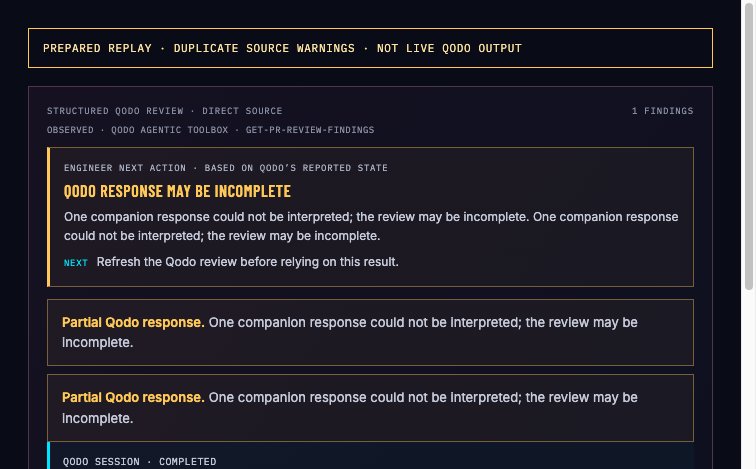 PREPARED REPLAY · DUPLICATE SOURCE WARNINGS · NOT LIVE QODO OUTPUT
STRUCTURED QODO REVIEW · DIRECT SOURCE
1 FINDINGS
OBSERVED · QODO AGENTIC TOOLBOX · GET-PR-REVIEW-FINDINGS
ENGINEER NEXT ACTION · BASED ON QODO’S REPORTED STATE
QODO RESPONSE MAY BE INCOMPLETE
One companion response could not be interpreted; the review may be incomplete. One companion response
could not be interpreted; the review may be incomplete.
NEXT Refresh the Qodo review before relying on this result.
Partial Qodo response. One companion response could not be interpreted; the review may be
incomplete.
Partial Qodo response. One companion response could not be interpreted; the review may be
incomplete.
QODO SESSION · COMPLETED